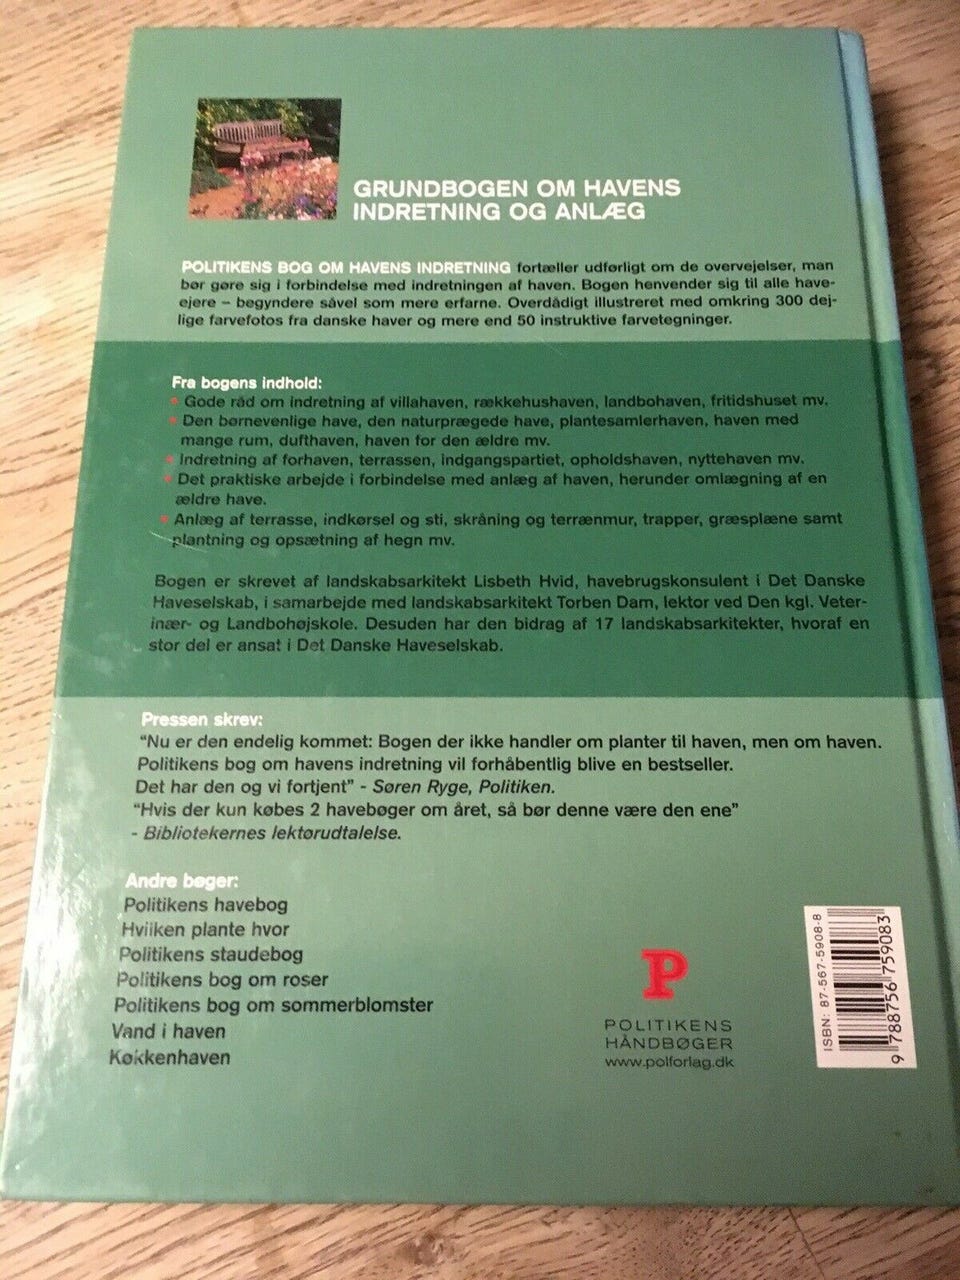 GRUNDBOGEN OM HAVENS
INDRETNING OG ANLÆG
POLITIKENS BOG OM HAVENS INDRETNING fortæller udførligt om de overvejelser, man
bør gøre sig i forbindelse med indretningen af haven. Bogen henvender sig til alle have-
ejere – begyndere såvel som mere erfarne. Overdådigt illustreret med omkring 300 dej-
lige farvefotos fra danske haver og mere end 50 instruktive farvetegninger.
Fra bogens indhold:
• Gode råd om indretning af villahaven, rækkehushaven, landbohaven, fritidshuset mv.
• Den børnevenlige have, den naturprægede have, plantesamlerhaven, haven med
mange rum, dufthaven, haven for den ældre mv.
• Indretning af forhaven, terrassen, indgangspartiet, opholdshaven, nyttehaven mv.
• Det praktiske arbejde i forbindelse med anlæg af haven, herunder omlægning af en
ældre have.
• Anlæg af terrasse, indkørsel og sti, skråning og terrænmur, trapper, græsplæne samt
plantning og opsætning af hegn mv.
Bogen er skrevet af landskabsarkitekt Lisbeth Hvid, havebrugskonsulent i Det Danske
Haveselskab, i samarbejde med landskabsarkitekt Torben Dam, lektor ved Den kgl. Veter-
inær- og Landbohøjskole. Desuden har den bidrag af 17 landskabsarkitekter, hvoraf en
stor del er ansat i Det Danske Haveselskab.
Pressen skrev:
“Nu er den endelig kommet: Bogen der ikke handler om planter til haven, men om haven.
Politikens bog om havens indretning vil forhåbentlig blive en bestseller.
Det har den og vi fortjent” - Søren Ryge, Politiken.
“Hvis der kun købes 2 havebøger om året, så bør denne være den ene”
- Bibliotekernes lektørudtalelse.
Andre bøger:
Politikens havebog
Hviiken plante hvor
Politikens staudebog
Politikens bog om roser
Politikens bog om sommerblomster
Vand i haven
Køkkenhaven
P
POLITIKENS
HÅNDBØGER
www.polforlag.dk
ISBN: 87-567-5908-8
9 788756 759083